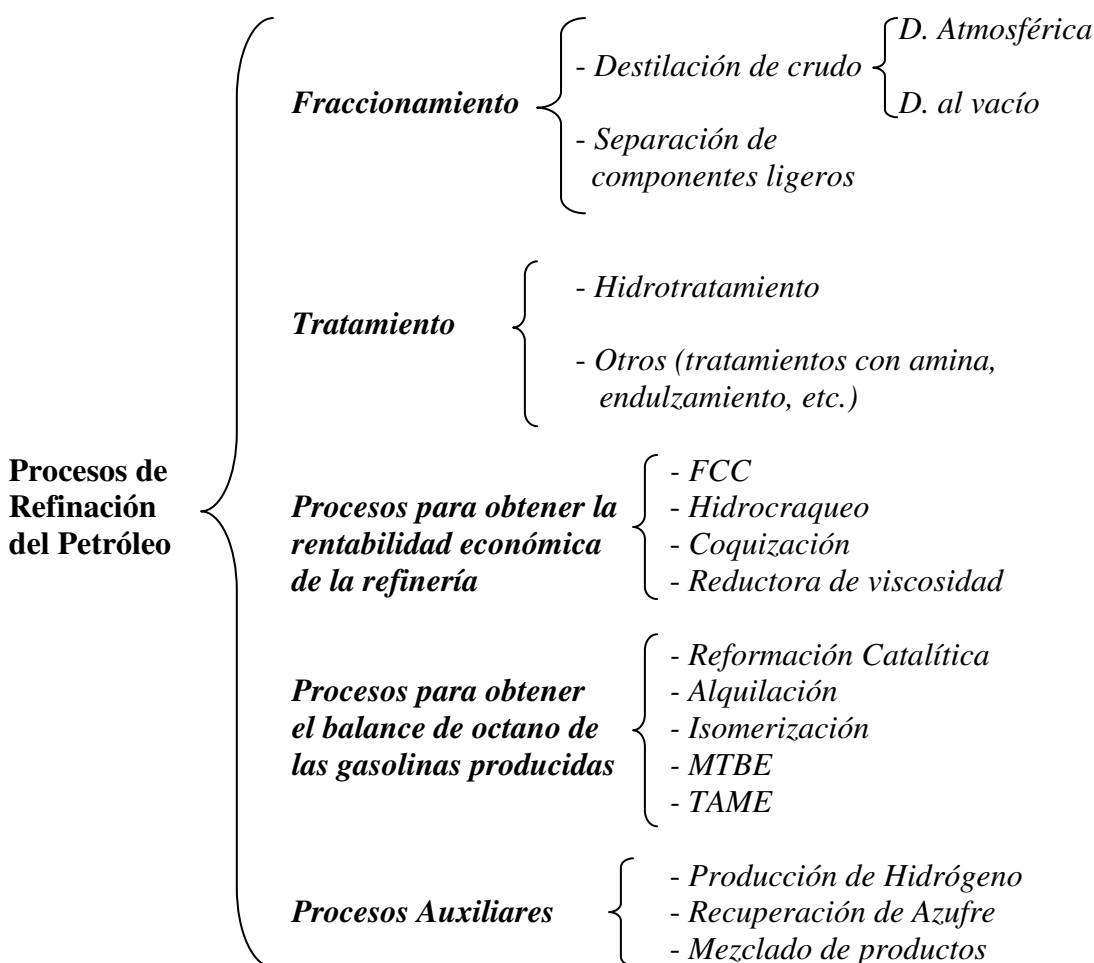 Procesos de
Refinación
del Petróleo
Fraccionamiento
- Destilación de crudo
D. Atmosférica
D. al vacío
- Separación de
componentes ligeros
Tratamiento
- Hidrotratamiento
- Otros (tratamientos con amina,
endulzamiento, etc.)
Procesos para obtener la
rentabilidad económica
de la refinería
- FCC
- Hidrocraqueo
- Coquización
- Reductora de viscosidad
Procesos para obtener
el balance de octano de
las gasolinas producidas
- Reformación Catalítica
- Alquilación
- Isomerización
- MTBE
- TAME
Procesos Auxiliares
- Producción de Hidrógeno
- Recuperación de Azufre
- Mezclado de productos